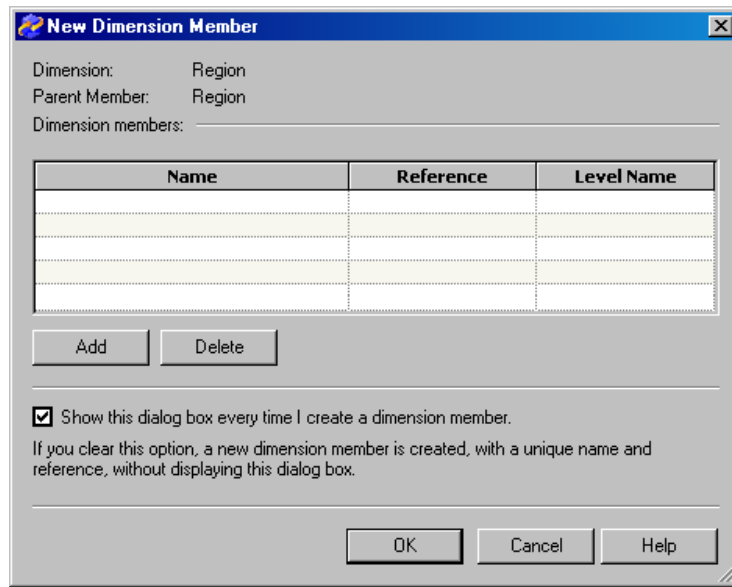 New Dimension Member
Dimension: Region
Parent Member: Region
Dimension members:
Name Reference Level Name
Add Delete
Show this dialog box every time I create a dimension member.
If you clear this option, a new dimension member is created, with a unique name and
reference, without displaying this dialog box.
OK Cancel Help